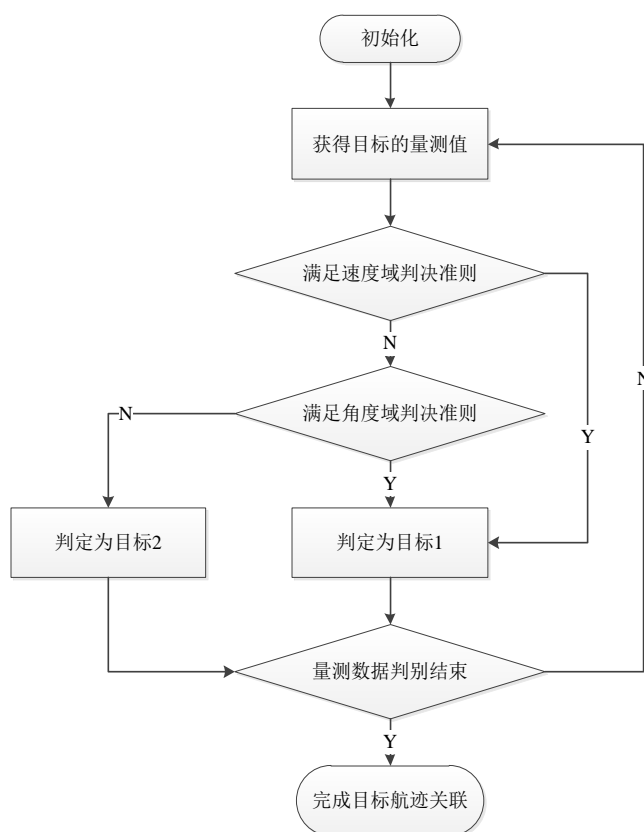 初始化
获得目标的量测值
满足速度域判决准则
N
N
满足角度域判决准则
N
Y
Y
判定为目标2
判定为目标1
量测数据判别结束
Y
完成目标航迹关联